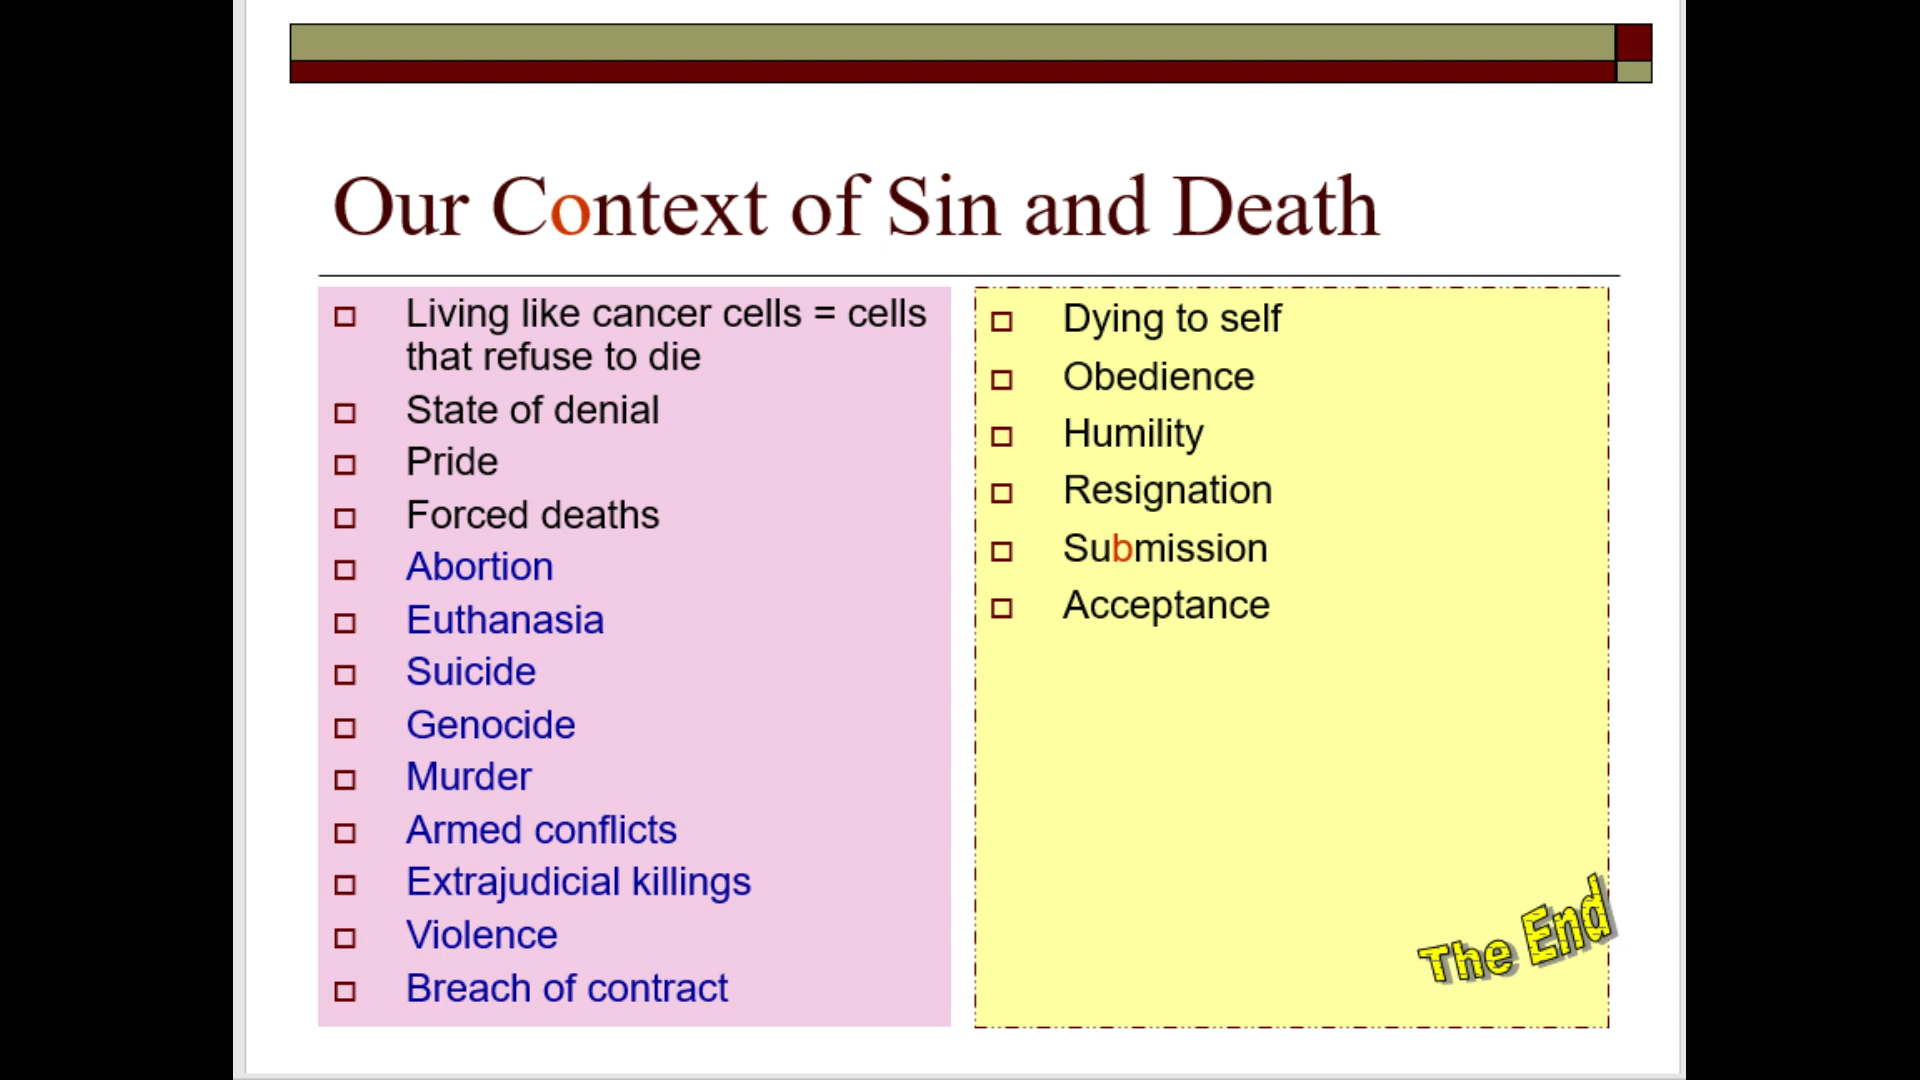 Our Context of Sin and Death
Living like cancer cells = cells
that refuse to die
State of denial
Pride
Forced deaths
Abortion
Euthanasia
Suicide
Genocide
Murder
Armed conflicts
Extrajudicial killings
Violence
Breach of contract
Dying to self
Obedience
Humility
Resignation
Submission
Acceptance
The End